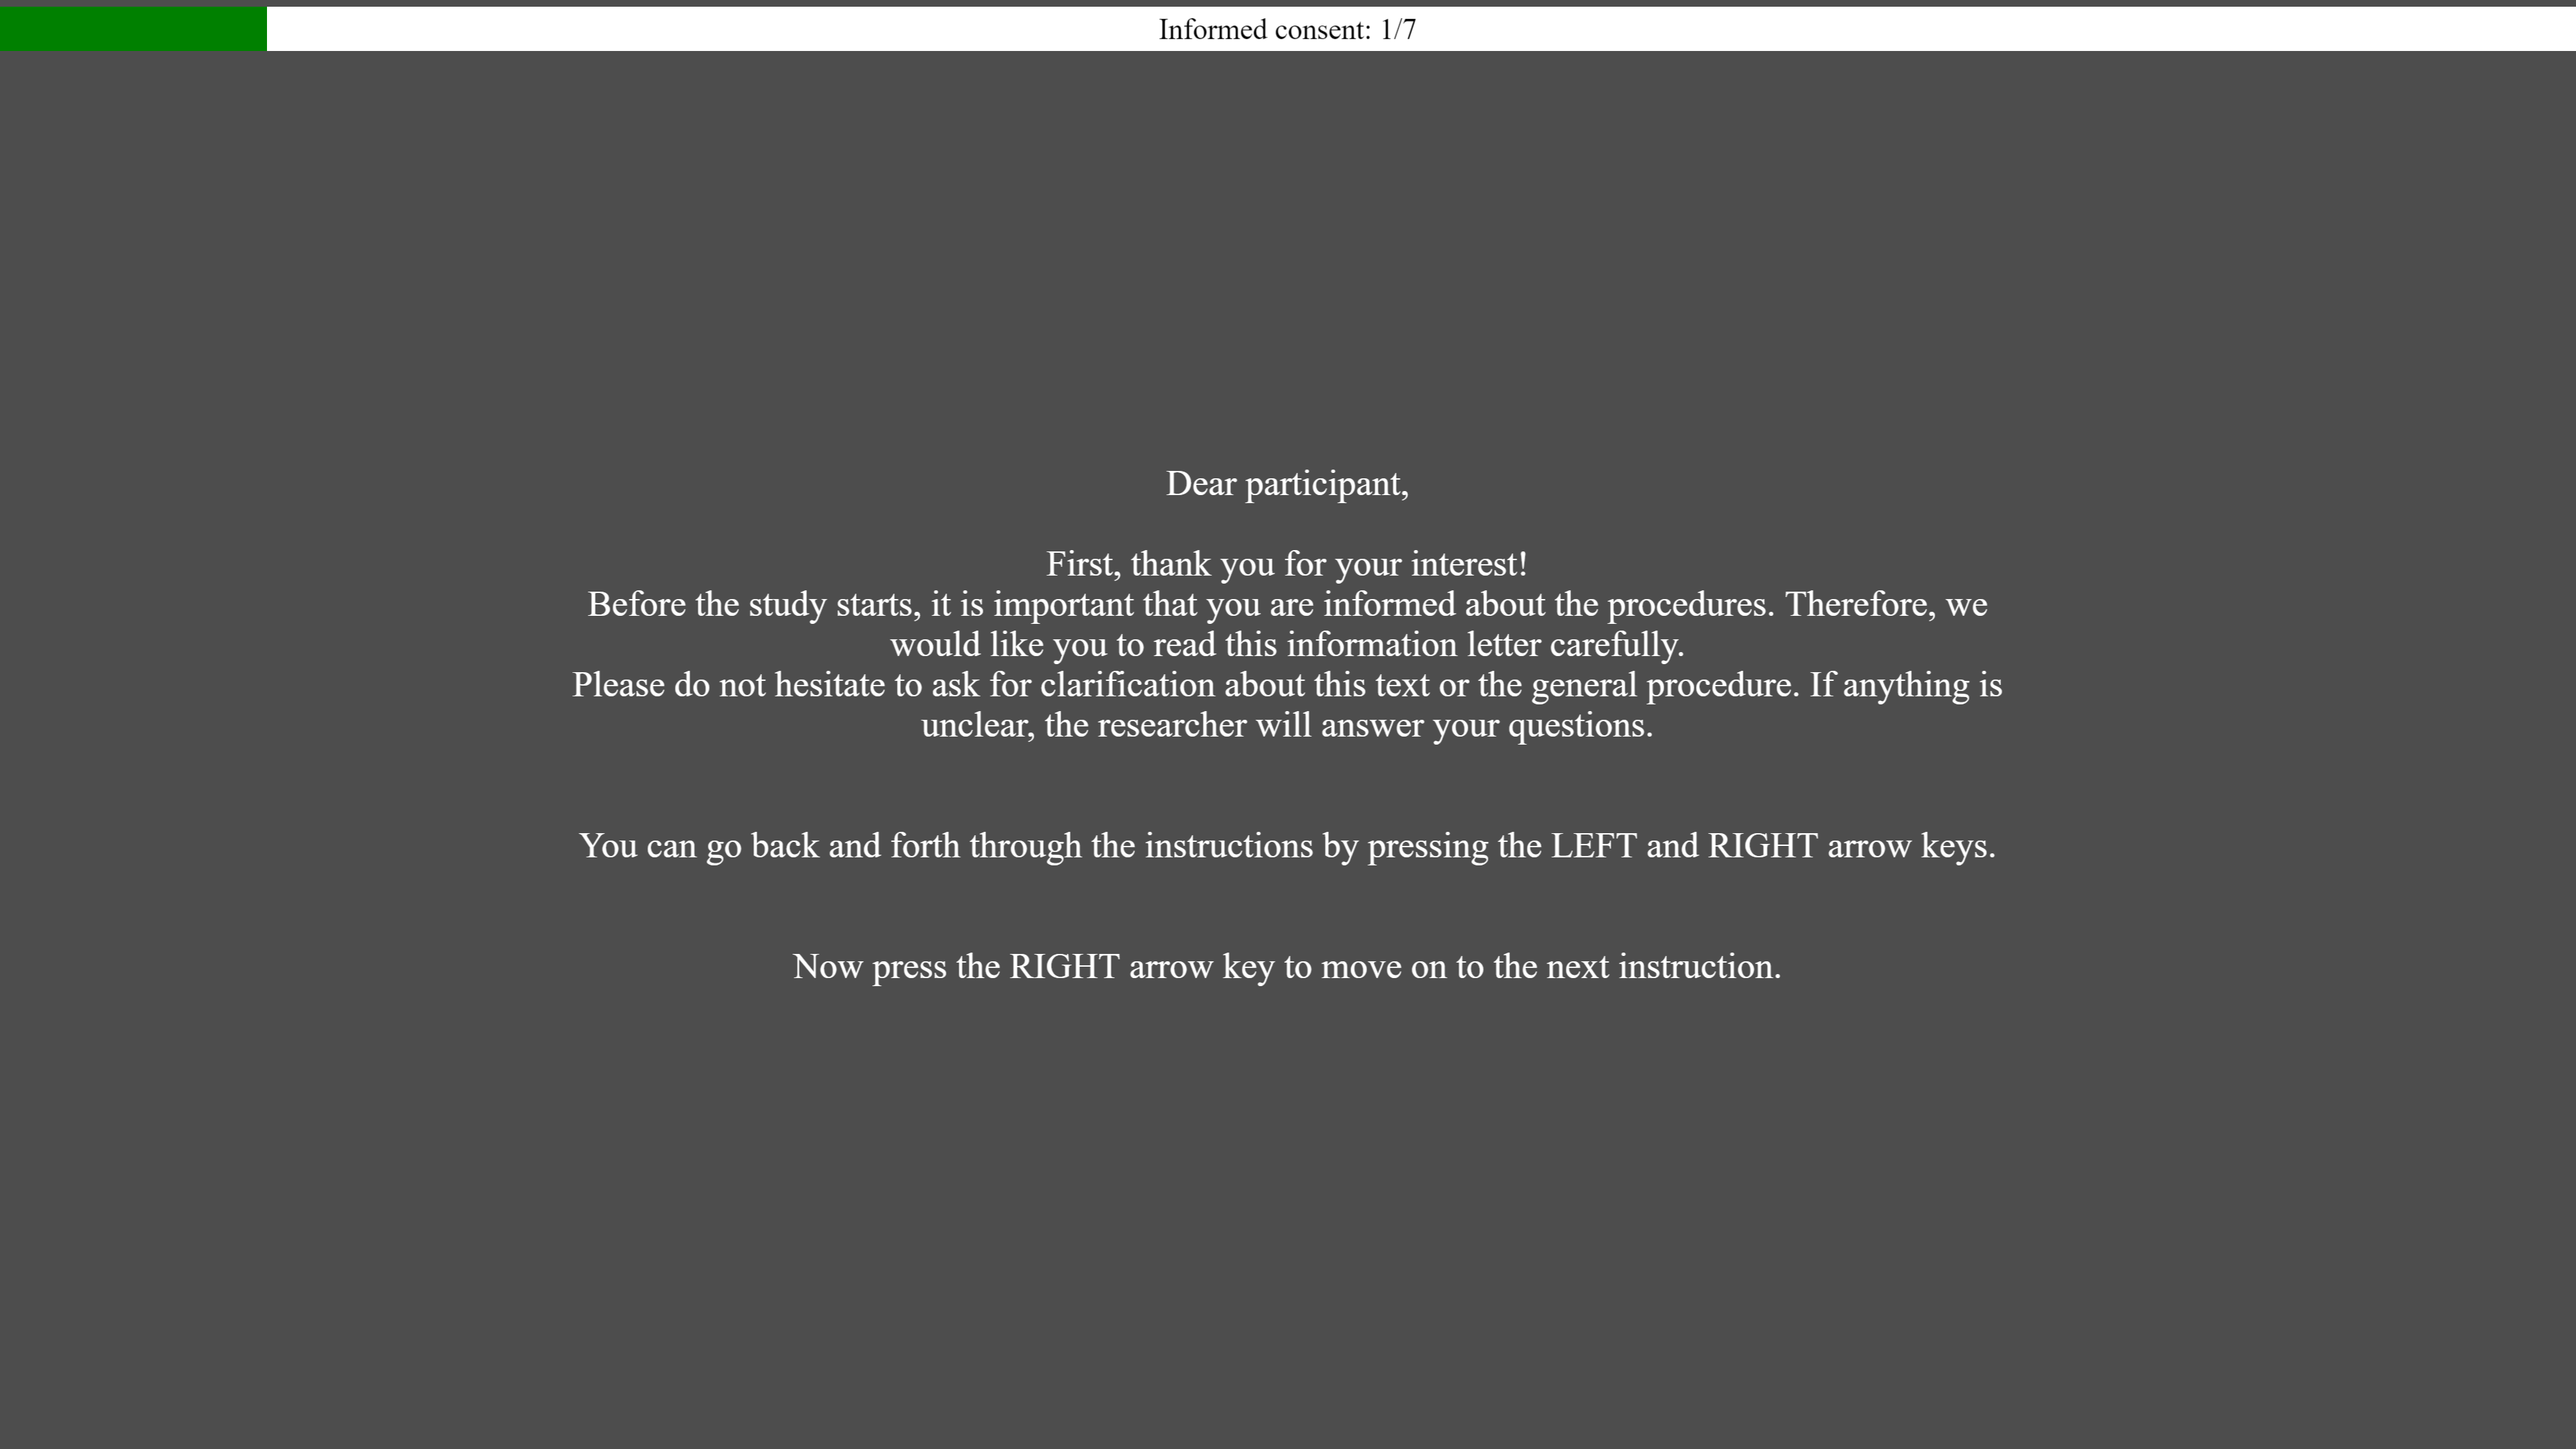 Informed consent: 1/7
Dear participant,
First, thank you for your interest!
Before the study starts, it is important that you are informed about the procedures. Therefore, we
would like you to read this information letter carefully.
Please do not hesitate to ask for clarification about this text or the general procedure. If anything is
unclear, the researcher will answer your questions.
You can go back and forth through the instructions by pressing the LEFT and RIGHT arrow keys.
Now press the RIGHT arrow key to move on to the next instruction.